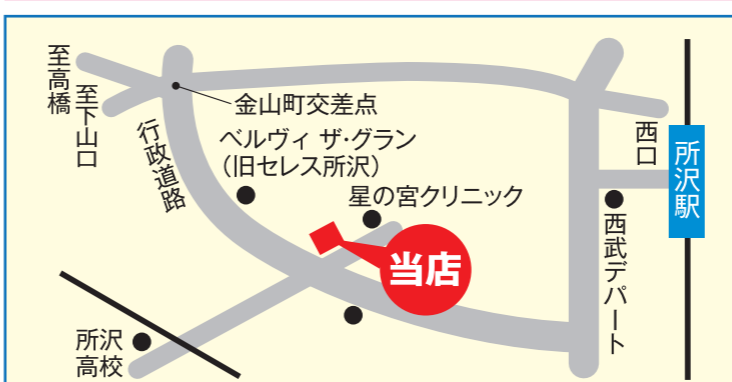 至高橋
至下山口
金山町交差点
行政道路
ベルヴィ ザ・グラン
（旧セレス所沢）
星の宮クリニック
当店
西口
所沢駅
西武デパート
所沢
高校